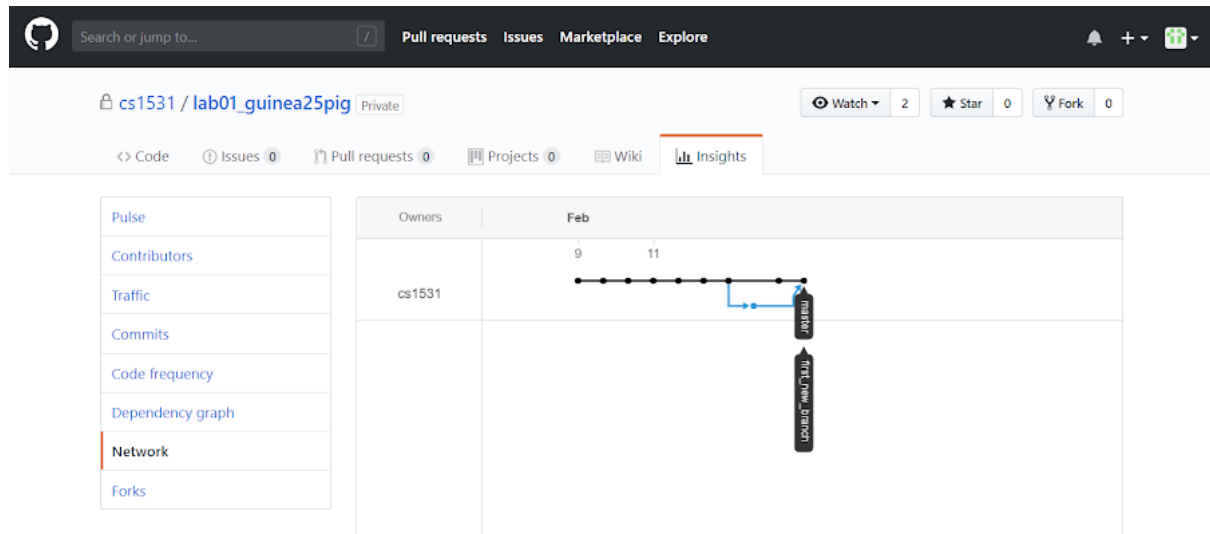 Search or jump to... / Pull requests Issues Marketplace Explore
cs1531 / lab01_guinea25pig Private Watch 2 Star 0 Fork 0
<> Code Issues 0 Pull requests 0 Projects 0 Wiki Insights
Pulse
Contributors
Traffic
Commits
Code frequency
Dependency graph
Network
Forks
Owners Feb
9 11
cs1531
master
first_new_branch